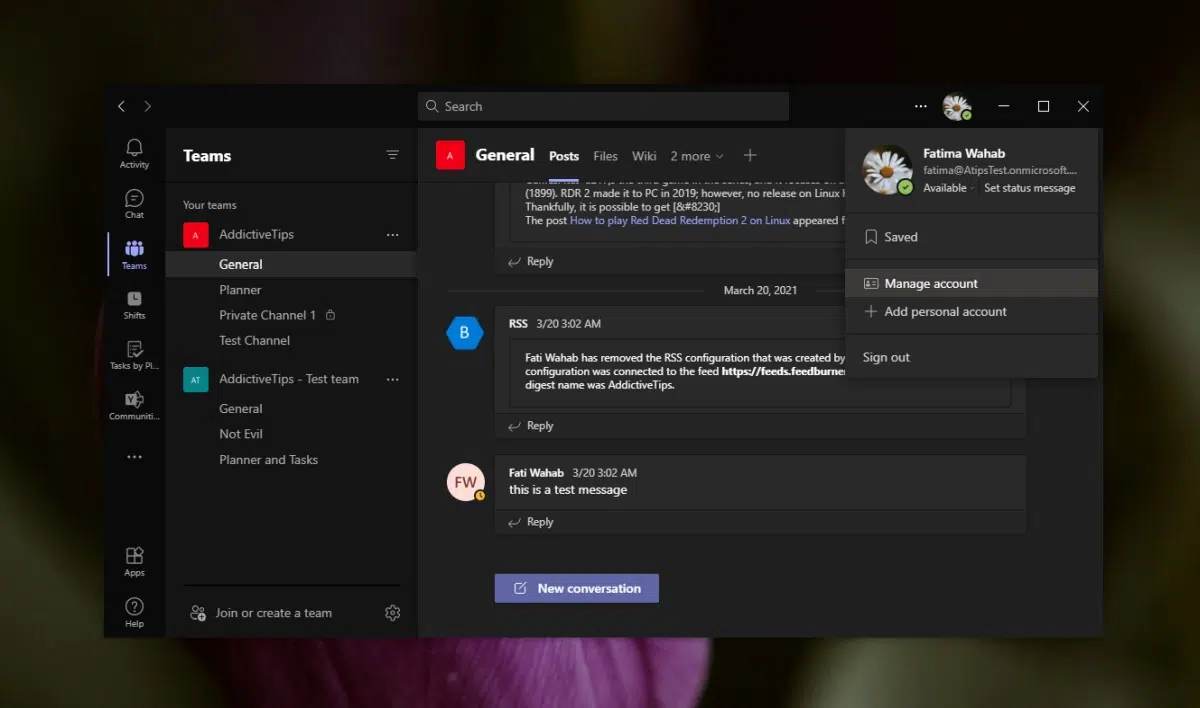 Search
Activity
Chat
Teams
Shifts
Tasks by Pl...
Communiti...
Apps
Help
Teams
Your teams
A
AddictiveTips
General
Planner
Private Channel 1
Test Channel
AT
AddictiveTips - Test team
General
Not Evil
Planner and Tasks
Join or create a team
A
General
Posts
Files
Wiki
2 more
(1899). RDR 2 made it to PC in 2019; however, no release on Linux
Thankfully, it is possible to get [&#8230;]
The post How to play Red Dead Redemption 2 on Linux appeared f
Reply
March 20, 2021
B
RSS 3/20 3:02 AM
Fati Wahab has removed the RSS configuration that was created by
configuration was connected to the feed https://feeds.feedburner
digest name was AddictiveTips.
Reply
FW
Fati Wahab 3/20 3:02 AM
this is a test message
Reply
New conversation
Fatima Wahab
fatima@AtipsTest.onmicrosoft....
Available
Set status message
Saved
Manage account
Add personal account
Sign out